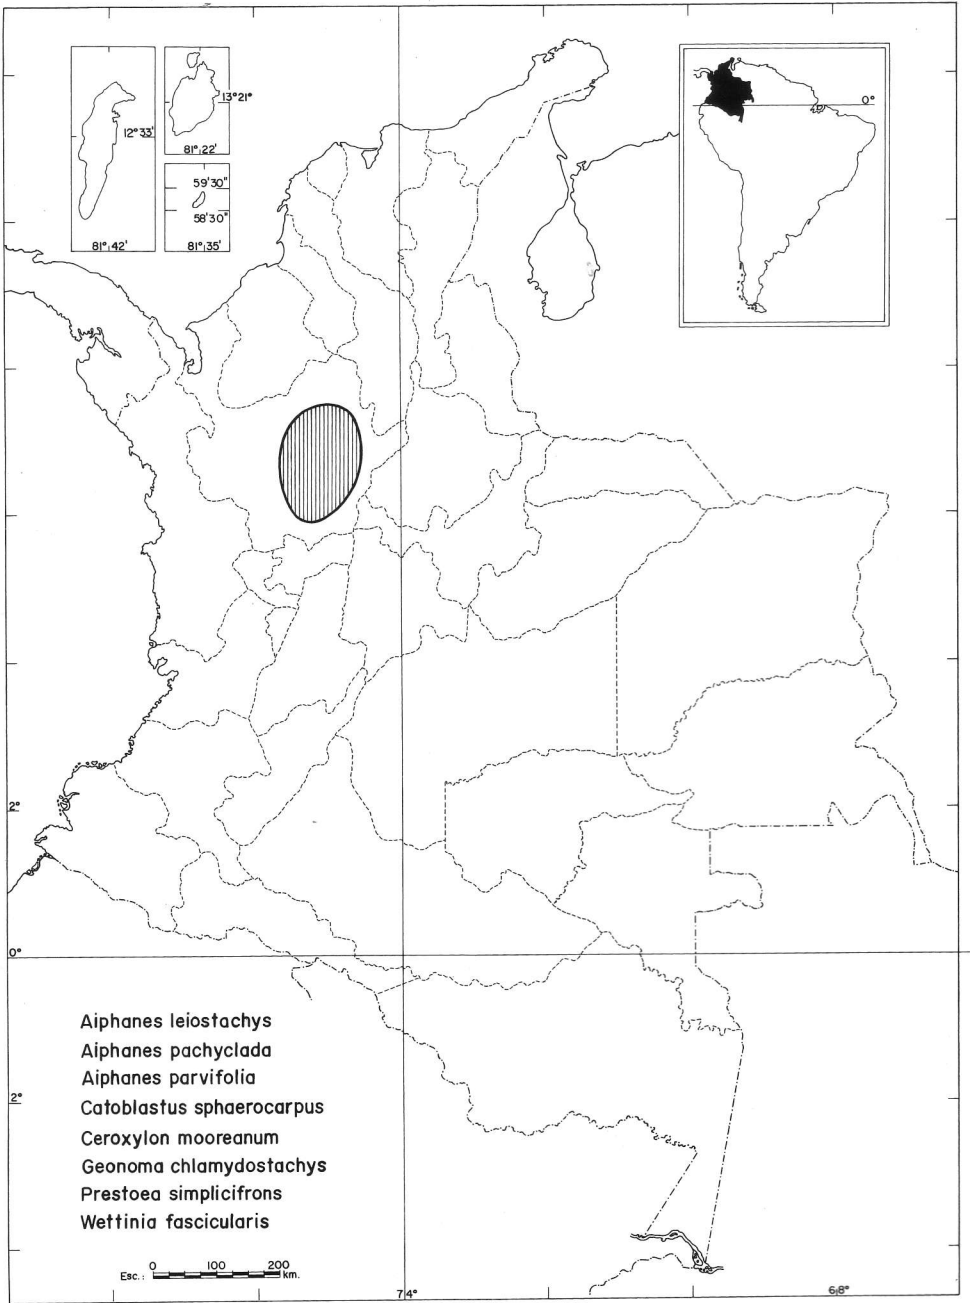 12°33'
81°42'
13°21'
81°22'
59'30"
58'30"
81°35'
0°
2°
0°
2°
Aiphanes leiostachys
Aiphanes pachyclada
Aiphanes parvifolia
Catoblastus sphaerocarpus
Ceroxylon mooreanum
Geonoma chlamydostachys
Prestoea simplicifrons
Wettinia fascicularis
Esc.: 0 100 200 km.
74° 68°